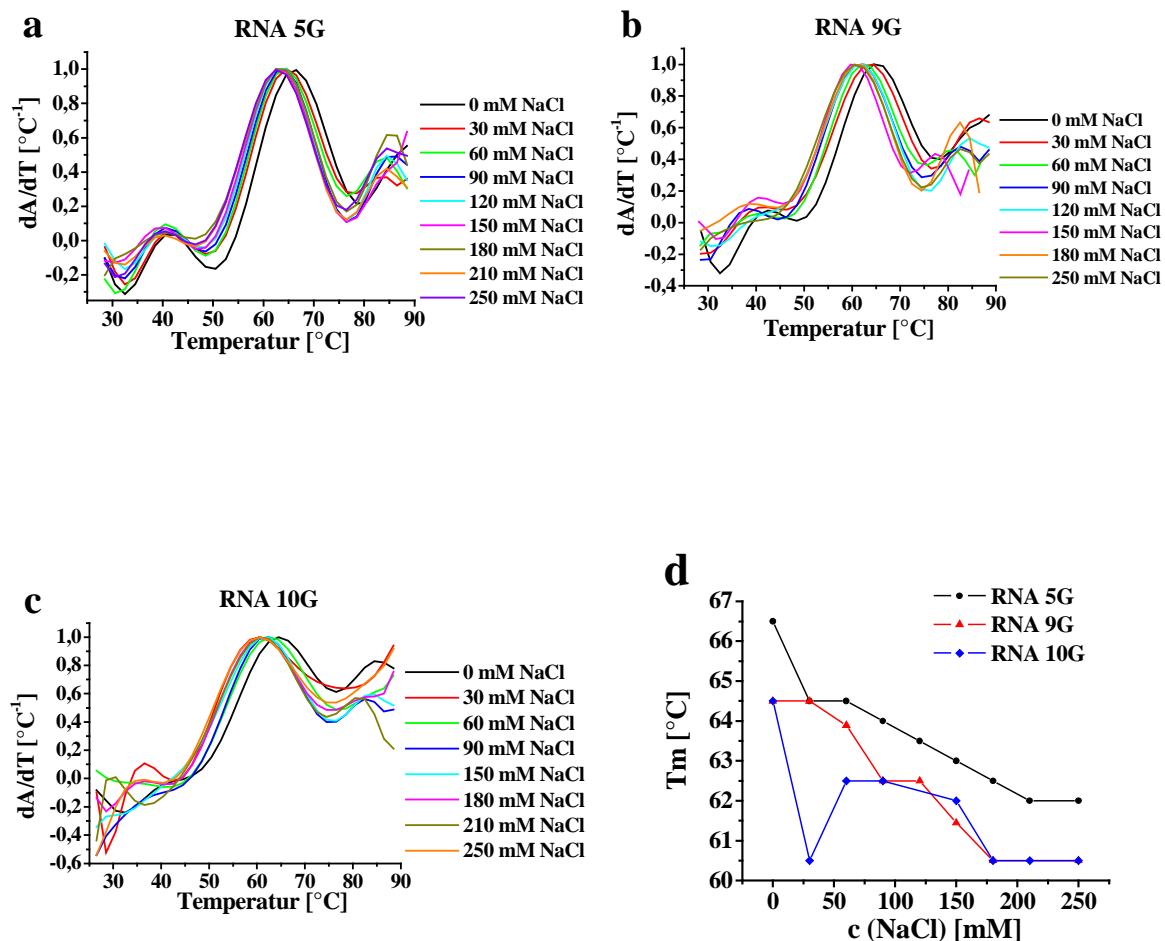 a
RNA 5G
1,0
0,8
0,6
0,4
0,2
0,0
-0,2
dA/dT [°C-1]
30 40 50 60 70 80 90
Temperatur [°C]
0 mM NaCl
30 mM NaCl
60 mM NaCl
90 mM NaCl
120 mM NaCl
150 mM NaCl
180 mM NaCl
210 mM NaCl
250 mM NaCl
b
RNA 9G
1,0
0,8
0,6
0,4
0,2
0,0
-0,2
-0,4
dA/dT [°C-1]
30 40 50 60 70 80 90
Temperatur [°C]
0 mM NaCl
30 mM NaCl
60 mM NaCl
90 mM NaCl
120 mM NaCl
150 mM NaCl
180 mM NaCl
250 mM NaCl
c
RNA 10G
1,0
0,8
0,6
0,4
0,2
0,0
-0,2
-0,4
-0,6
dA/dT [°C-1]
30 40 50 60 70 80 90
Temperatur [°C]
0 mM NaCl
30 mM NaCl
60 mM NaCl
90 mM NaCl
150 mM NaCl
180 mM NaCl
210 mM NaCl
250 mM NaCl
d
RNA 5G
RNA 9G
RNA 10G
67
66
65
64
63
62
61
60
Tm [°C]
0 50 100 150 200 250
c (NaCl) [mM]